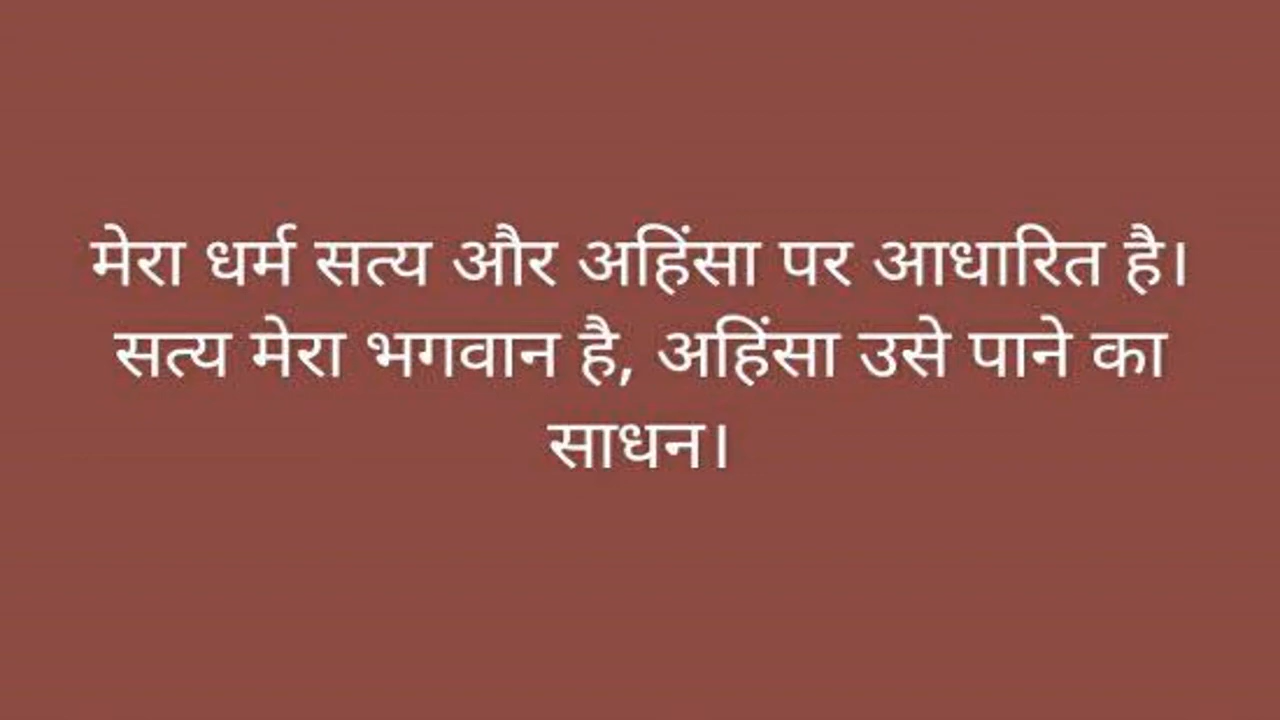 मेरा धर्म सत्य और अहिंसा पर आधारित है।
सत्य मेरा भगवान है, अहिंसा उसे पाने का
साधन।